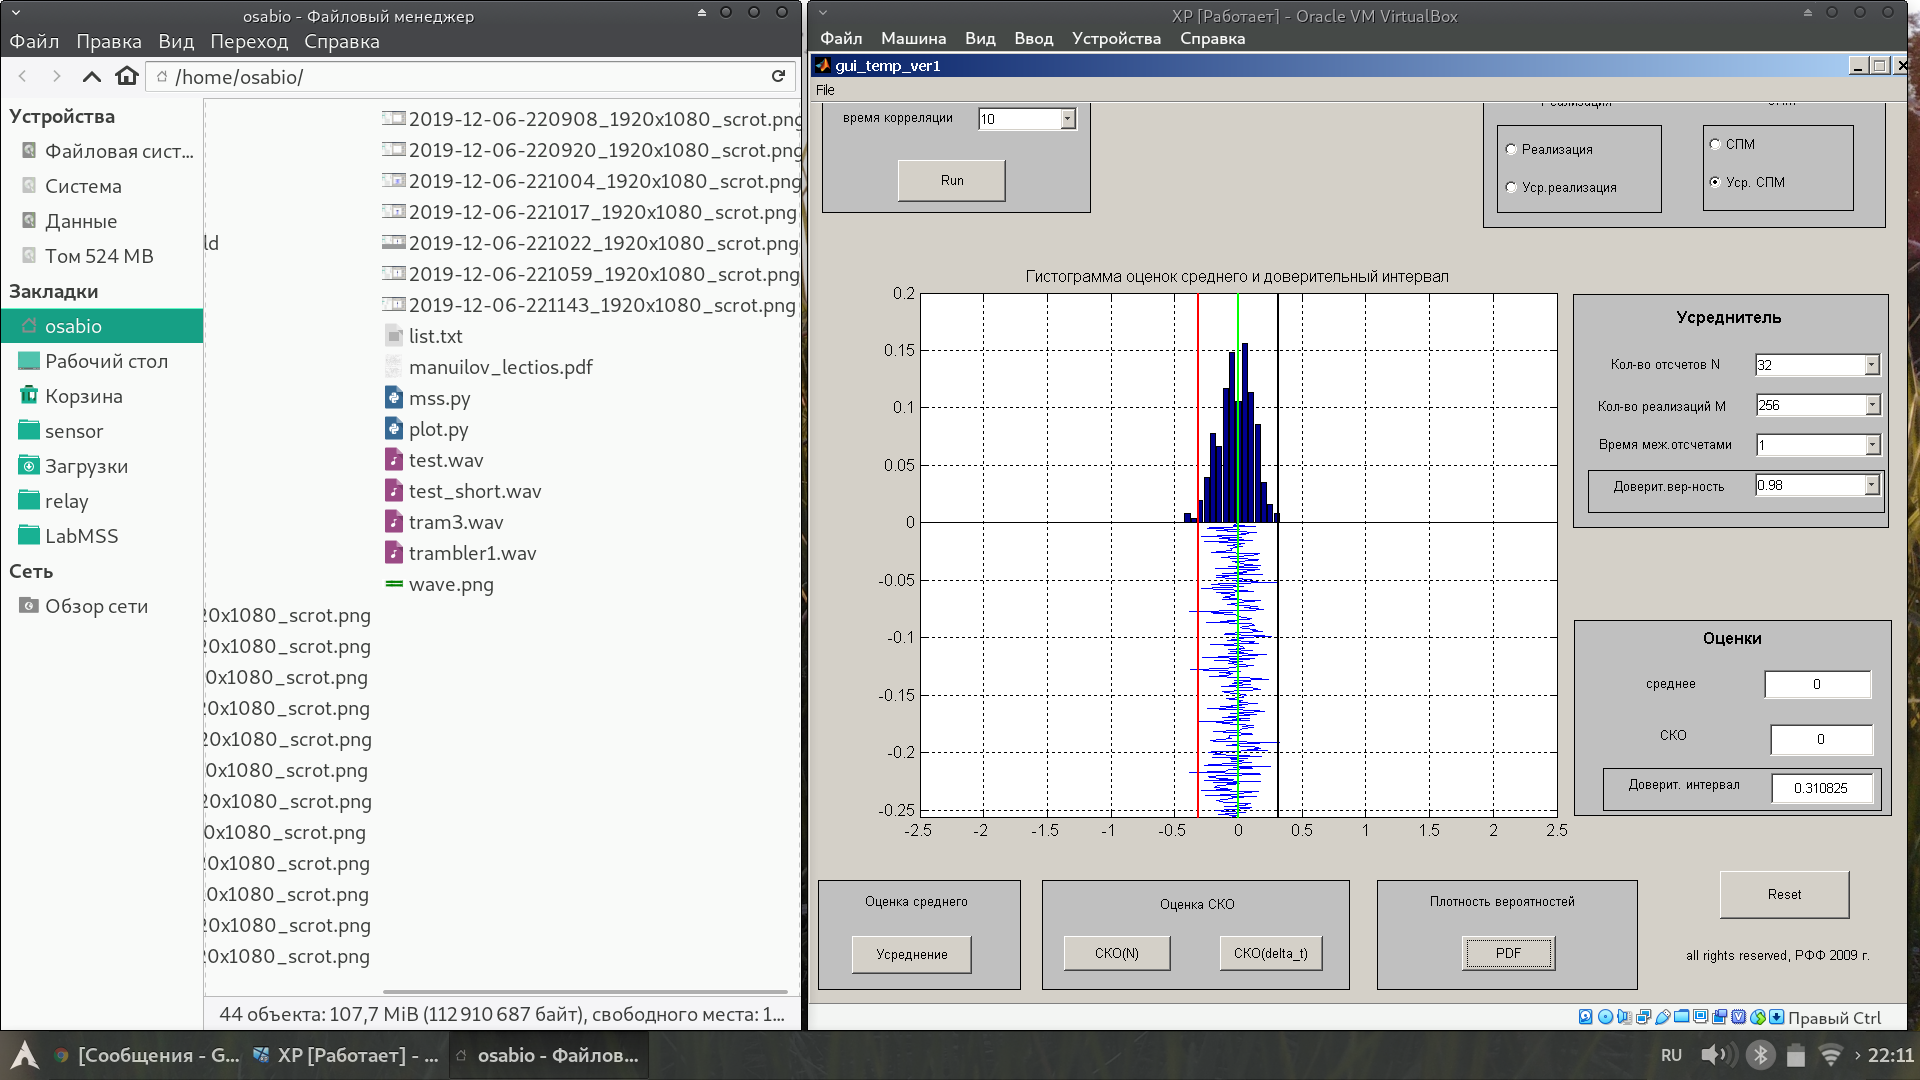 osabio - Файловый менеджер
Файл Правка Вид Переход Справка
/home/osabio/
Устройства
Файловая сист...
Система
Данные
Том 524 MB
Закладки
osabio
Рабочий стол
Корзина
sensor
Загрузки
relay
LabMSS
Сеть
Обзор сети
ld
20x1080_scrot.png
20x1080_scrot.png
0x1080_scrot.png
20x1080_scrot.png
20x1080_scrot.png
0x1080_scrot.png
20x1080_scrot.png
0x1080_scrot.png
20x1080_scrot.png
0x1080_scrot.png
20x1080_scrot.png
20x1080_scrot.png
2019-12-06-220908_1920x1080_scrot.png
2019-12-06-220920_1920x1080_scrot.png
2019-12-06-221004_1920x1080_scrot.png
2019-12-06-221017_1920x1080_scrot.png
2019-12-06-221022_1920x1080_scrot.png
2019-12-06-221059_1920x1080_scrot.png
2019-12-06-221143_1920x1080_scrot.png
list.txt
manuilov_lectios.pdf
mss.py
plot.py
test.wav
test_short.wav
tram3.wav
trambler1.wav
wave.png
44 объекта: 107,7 MiB (112 910 687 байт), свободного места: 1...
XP [Работает] - Oracle VM VirtualBox
Файл Машина Вид Ввод Устройства Справка
gui_temp_ver1
File
время корреляции 10
Run
Реализация СПМ
Реализация
Уср.реализация
СПМ
Уср. СПМ
Гистограмма оценок среднего и доверительный интервал
0.2
0.15
0.1
0.05
0
-0.05
-0.1
-0.15
-0.2
-0.25
-2.5 -2 -1.5 -1 -0.5 0 0.5 1 1.5 2 2.5
Усреднитель
Кол-во отсчетов N 32
Кол-во реализаций M 256
Время меж.отсчетами 1
Доверит.вер-ность 0.98
Оценки
среднее 0
СКО 0
Доверит. интервал 0.310825
Оценка среднего
Усреднение
Оценка СКО
СКО(N) СКО(delta_t)
Плотность вероятностей
PDF
Reset
all rights reserved, РФФ 2009 г.
Правый Ctrl
[Сообщения - G...
XP [Работает] - ...
osabio - Файлов...
RU
22:11